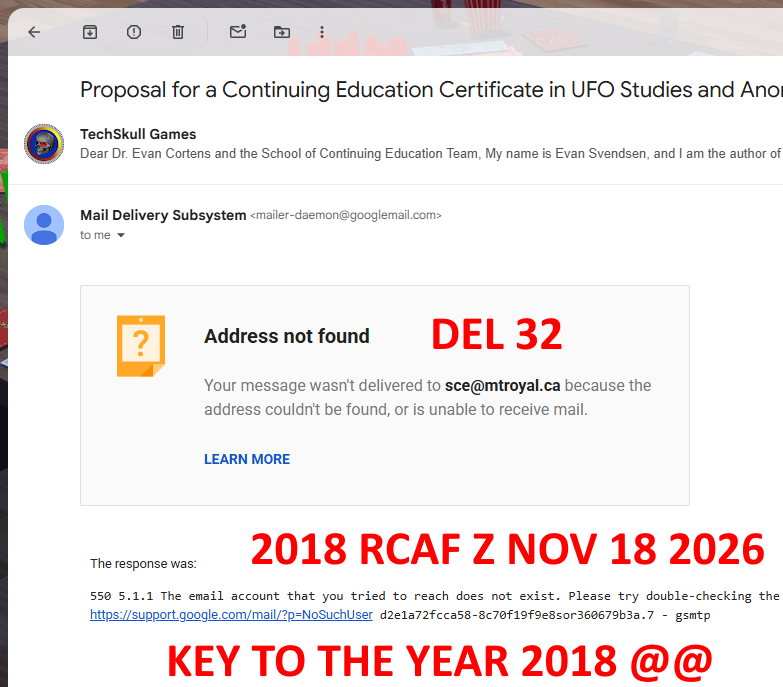 Proposal for a Continuing Education Certificate in UFO Studies and Ano
TechSkull Games
Dear Dr. Evan Cortens and the School of Continuing Education Team, My name is Evan Svendsen, and I am the author of
Mail Delivery Subsystem <mailer-daemon@googlemail.com>
to me
Address not found
DEL 32
Your message wasn't delivered to sce@mtroyal.ca because the
address couldn't be found, or is unable to receive mail.
LEARN MORE
2018 RCAF Z NOV 18 2026
The response was:
550 5.1.1 The email account that you tried to reach does not exist. Please try double-checking the
https://support.google.com/mail/?p=NoSuchUser d2e1a72fcca58-8c70f19f9e8sor360679b3a.7 - gsmtp
KEY TO THE YEAR 2018 @@